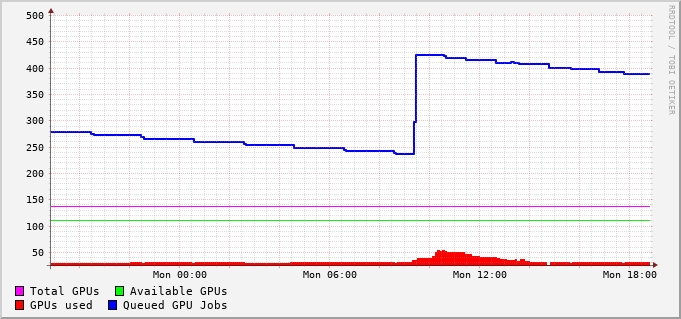 500
450
400
350
300
250
200
150
100
50
Mon 00:00 Mon 06:00 Mon 12:00 Mon 18:00
Total GPUs Available GPUs
GPUs used Queued GPU Jobs
RRDTOOL / TOBI OETIKER